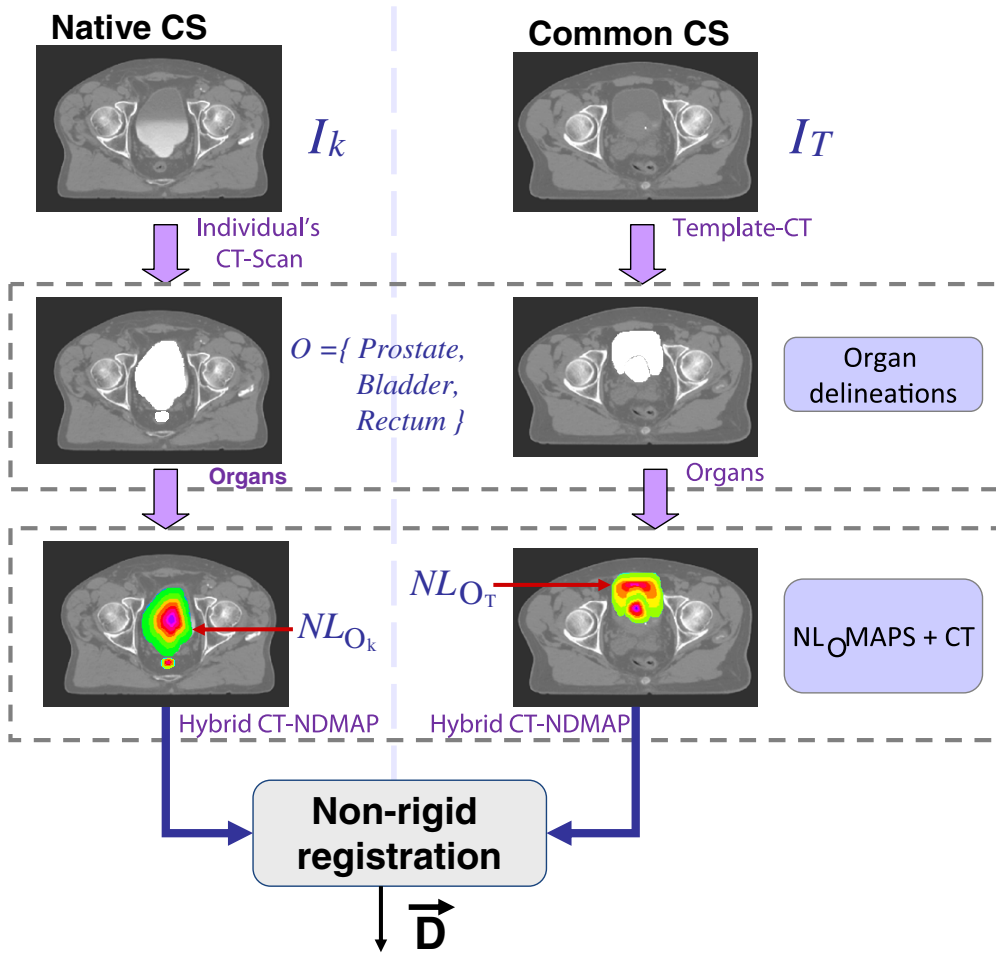 Native CS
Common CS
I_k
I_T
Individual's
CT-Scan
Template-CT
O ={ Prostate,
Bladder,
Rectum }
Organ
delineations
Organs
Organs
NL_{O_k}
NL_{O_T}
NL_O MAPS + CT
Hybrid CT-NDMAP
Hybrid CT-NDMAP
Non-rigid
registration
D